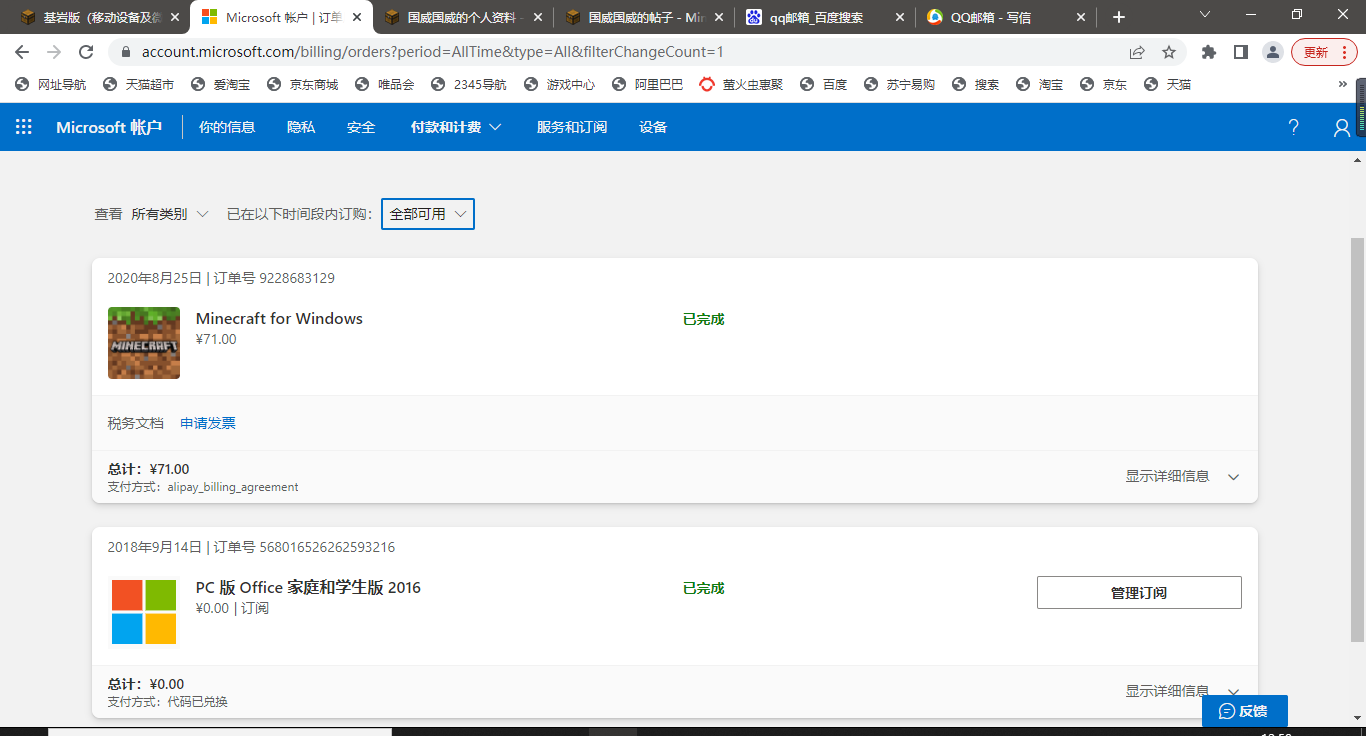 基岩版（移动设备及微
Microsoft 帐户 | 订单
国威国威的个人资料 -
国威国威的帖子 - Min
qq邮箱_百度搜索
QQ邮箱 - 写信
account.microsoft.com/billing/orders?period=AllTime&type=All&filterChangeCount=1
更新
网址导航 天猫超市 爱淘宝 京东商城 唯品会 2345导航 游戏中心 阿里巴巴 萤火虫惠聚 百度 苏宁易购 搜索 淘宝 京东 天猫 »
Microsoft 帐户 你的信息 隐私 安全 付款和计费 服务和订阅 设备 ?
查看 所有类别 已在以下时间段内订购: 全部可用
2020年8月25日 | 订单号 9228683129
MINECRAFT
Minecraft for Windows 已完成
¥71.00
税务文档 申请发票
总计：¥71.00
支付方式：alipay_billing_agreement
显示详细信息
2018年9月14日 | 订单号 568016526262593216
PC 版 Office 家庭和学生版 2016 已完成 管理订阅
¥0.00 | 订阅
总计：¥0.00
支付方式：代码已兑换
显示详细信息
反馈